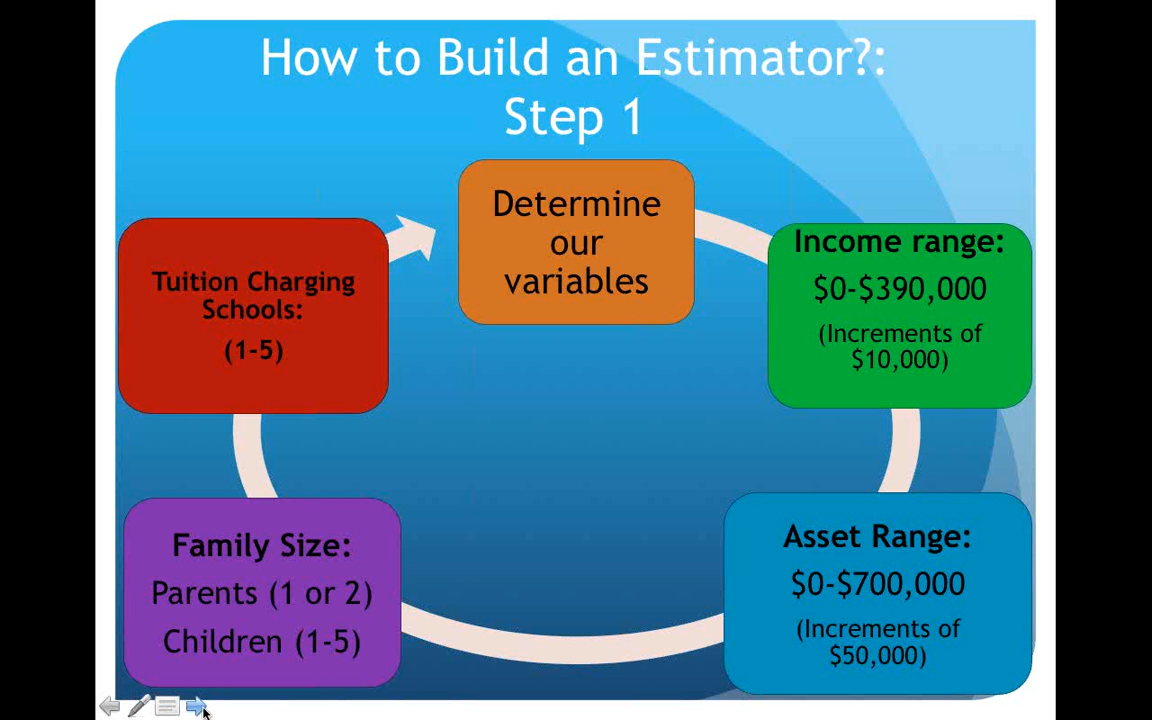 How to Build an Estimator?:
Step 1
Determine
our
variables
Income range:
$0-$390,000
(Increments of
$10,000)
Asset Range:
$0-$700,000
(Increments of
$50,000)
Family Size:
Parents (1 or 2)
Children (1-5)
Tuition Charging
Schools:
(1-5)